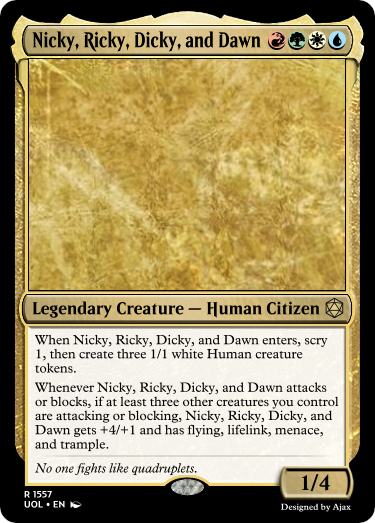 Nicky, Ricky, Dicky, and Dawn
Legendary Creature — Human Citizen
When Nicky, Ricky, Dicky, and Dawn enters, scry
1, then create three 1/1 white Human creature
tokens.
Whenever Nicky, Ricky, Dicky, and Dawn attacks
or blocks, if at least three other creatures you control
are attacking or blocking, Nicky, Ricky, Dicky, and
Dawn gets +4/+1 and has flying, lifelink, menace,
and trample.
No one fights like quadruplets.
1/4
R 1557
UOL • EN
Designed by Ajax